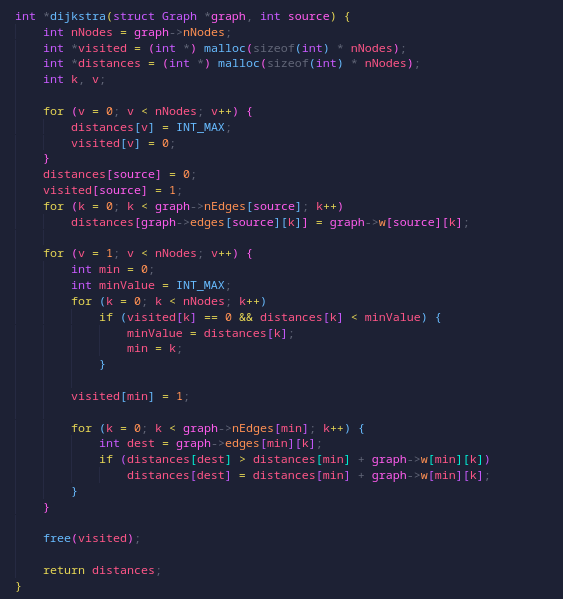 int *dijkstra(struct Graph *graph, int source) {
    int nNodes = graph->nNodes;
    int *visited = (int *) malloc(sizeof(int) * nNodes);
    int *distances = (int *) malloc(sizeof(int) * nNodes);
    int k, v;

    for (v = 0; v < nNodes; v++) {
        distances[v] = INT_MAX;
        visited[v] = 0;
    }
    distances[source] = 0;
    visited[source] = 1;
    for (k = 0; k < graph->nEdges[source]; k++)
        distances[graph->edges[source][k]] = graph->w[source][k];

    for (v = 1; v < nNodes; v++) {
        int min = 0;
        int minValue = INT_MAX;
        for (k = 0; k < nNodes; k++)
            if (visited[k] == 0 && distances[k] < minValue) {
                minValue = distances[k];
                min = k;
            }

        visited[min] = 1;

        for (k = 0; k < graph->nEdges[min]; k++) {
            int dest = graph->edges[min][k];
            if (distances[dest] > distances[min] + graph->w[min][k])
                distances[dest] = distances[min] + graph->w[min][k];
        }
    }

    free(visited);

    return distances;
}